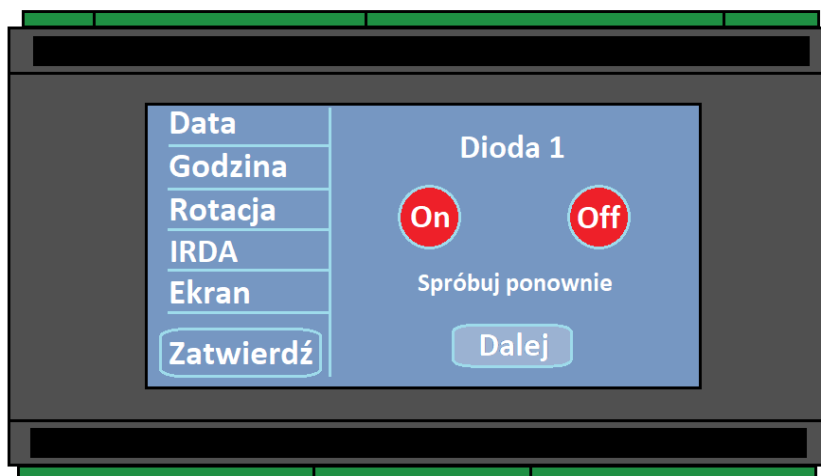 Data
Godzina
Rotacja
IRDA
Ekran
Zatwierdź
Dioda 1
On Off
Spróbuj ponownie
Dalej